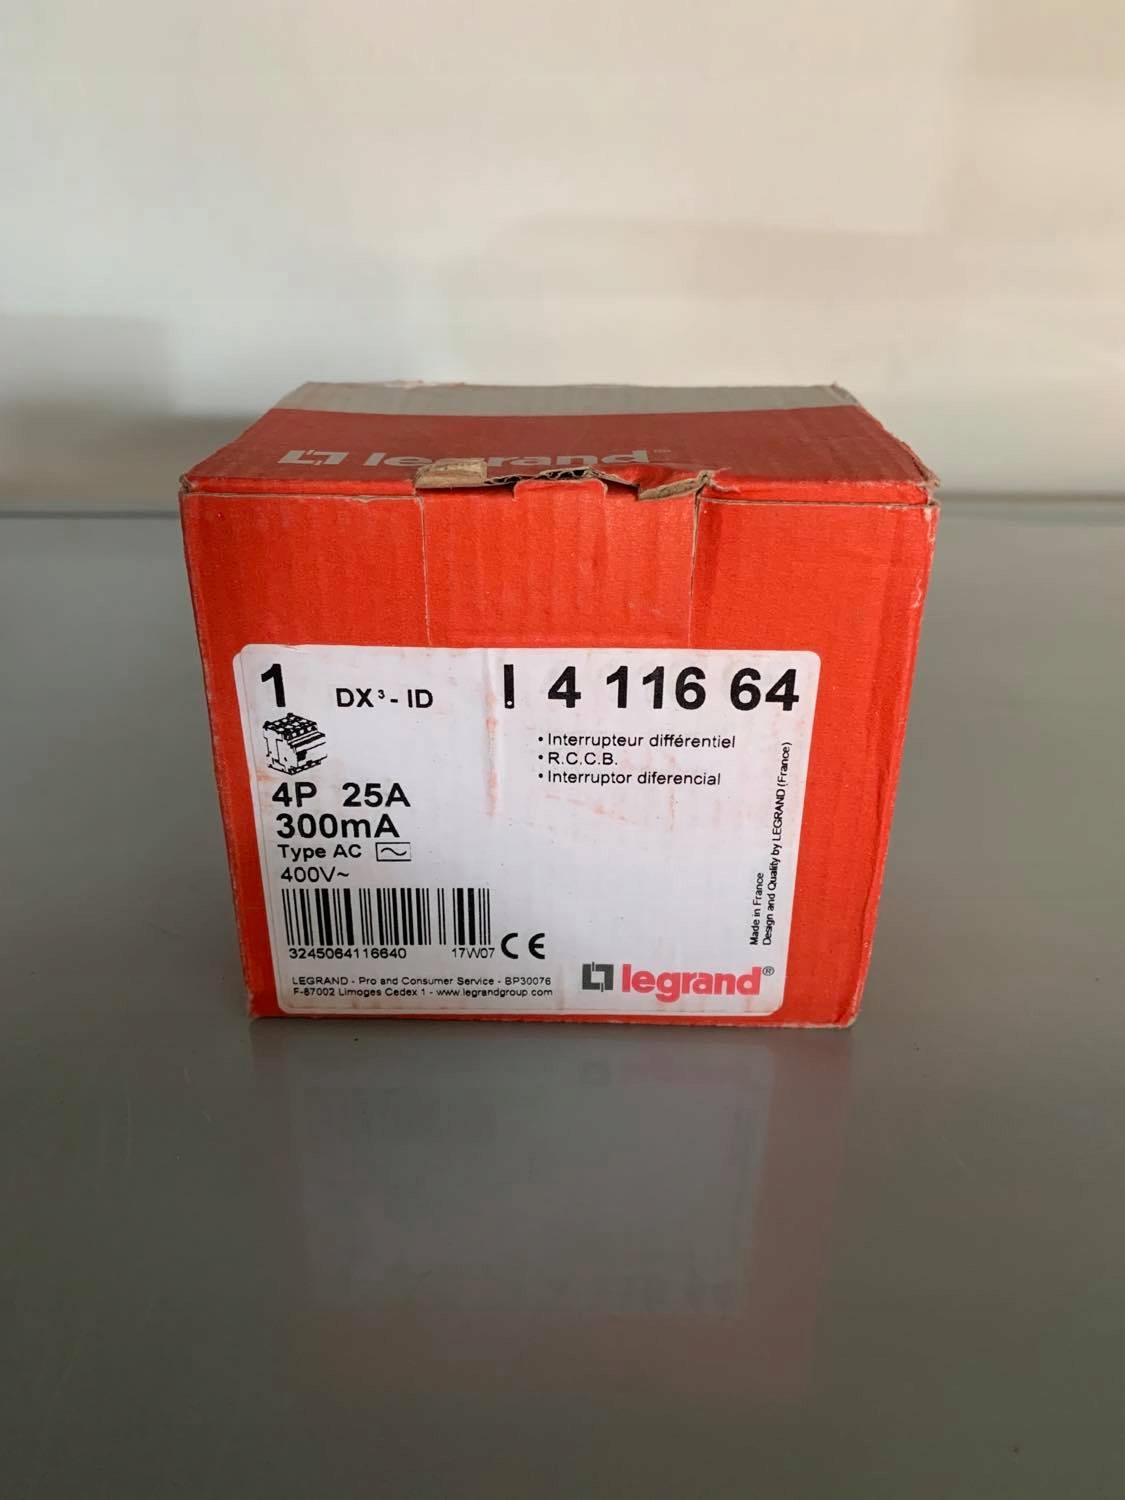 legrand
1 DX³-ID 4 116 64
• Interrupteur différentiel
• R.C.C.B.
• Interruptor diferencial
4P 25A
300mA
Type AC
400V~
3245064116640 17W07 CE
LEGRAND - Pro and Consumer Service - BP30076
F-87002 Limoges Cedex 1 - www.legrandgroup.com
legrand®
Made in France
Design and Quality by LEGRAND (France)